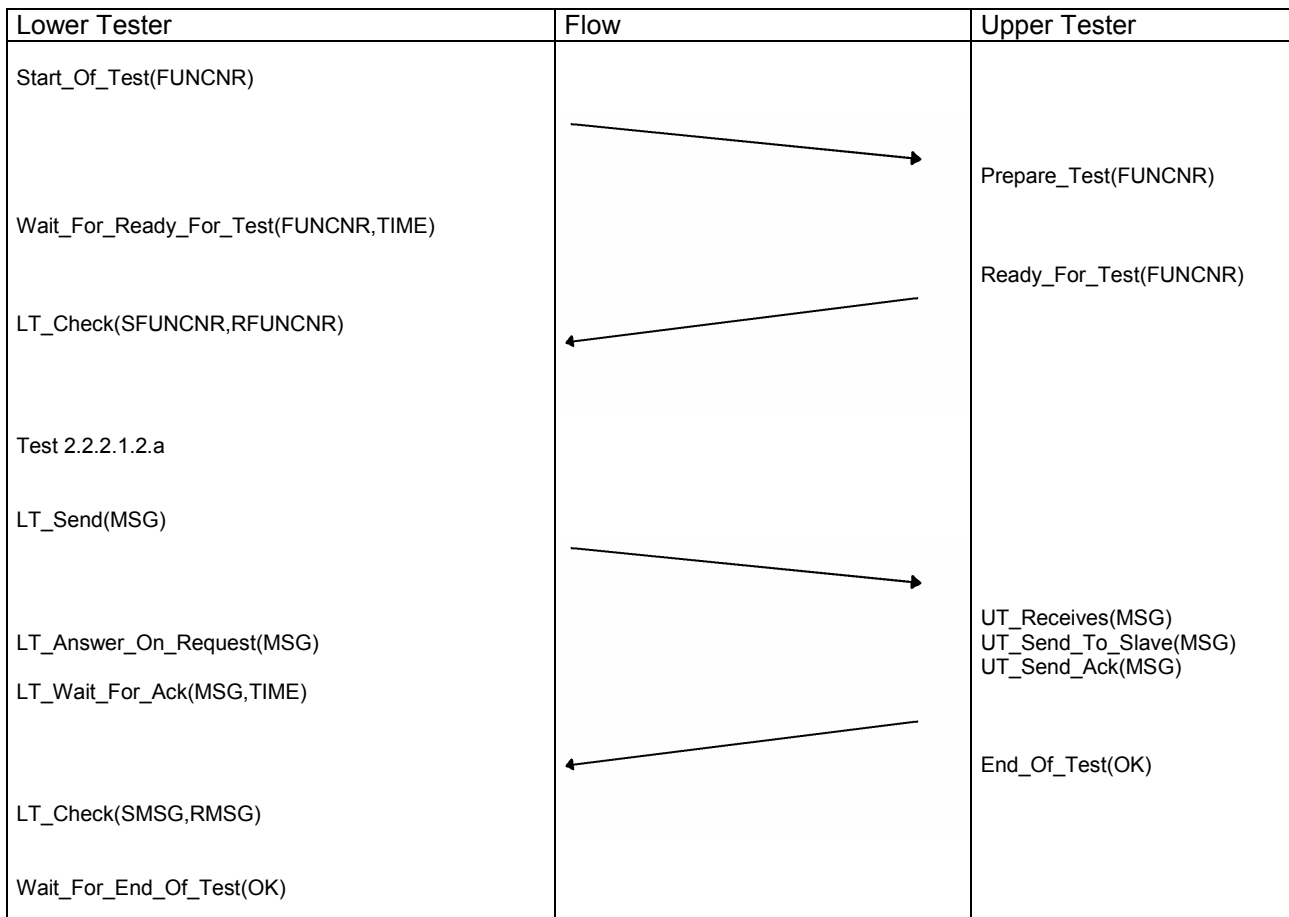 Lower Tester
Flow
Upper Tester
Start_Of_Test(FUNCNR)
Prepare_Test(FUNCNR)
Wait_For_Ready_For_Test(FUNCNR,TIME)
Ready_For_Test(FUNCNR)
LT_Check(SFUNCNR,RFUNCNR)
Test 2.2.2.1.2.a
LT_Send(MSG)
UT_Receives(MSG)
LT_Answer_On_Request(MSG)
UT_Send_To_Slave(MSG)
UT_Send_Ack(MSG)
LT_Wait_For_Ack(MSG,TIME)
End_Of_Test(OK)
LT_Check(SMSG,RMSG)
Wait_For_End_Of_Test(OK)